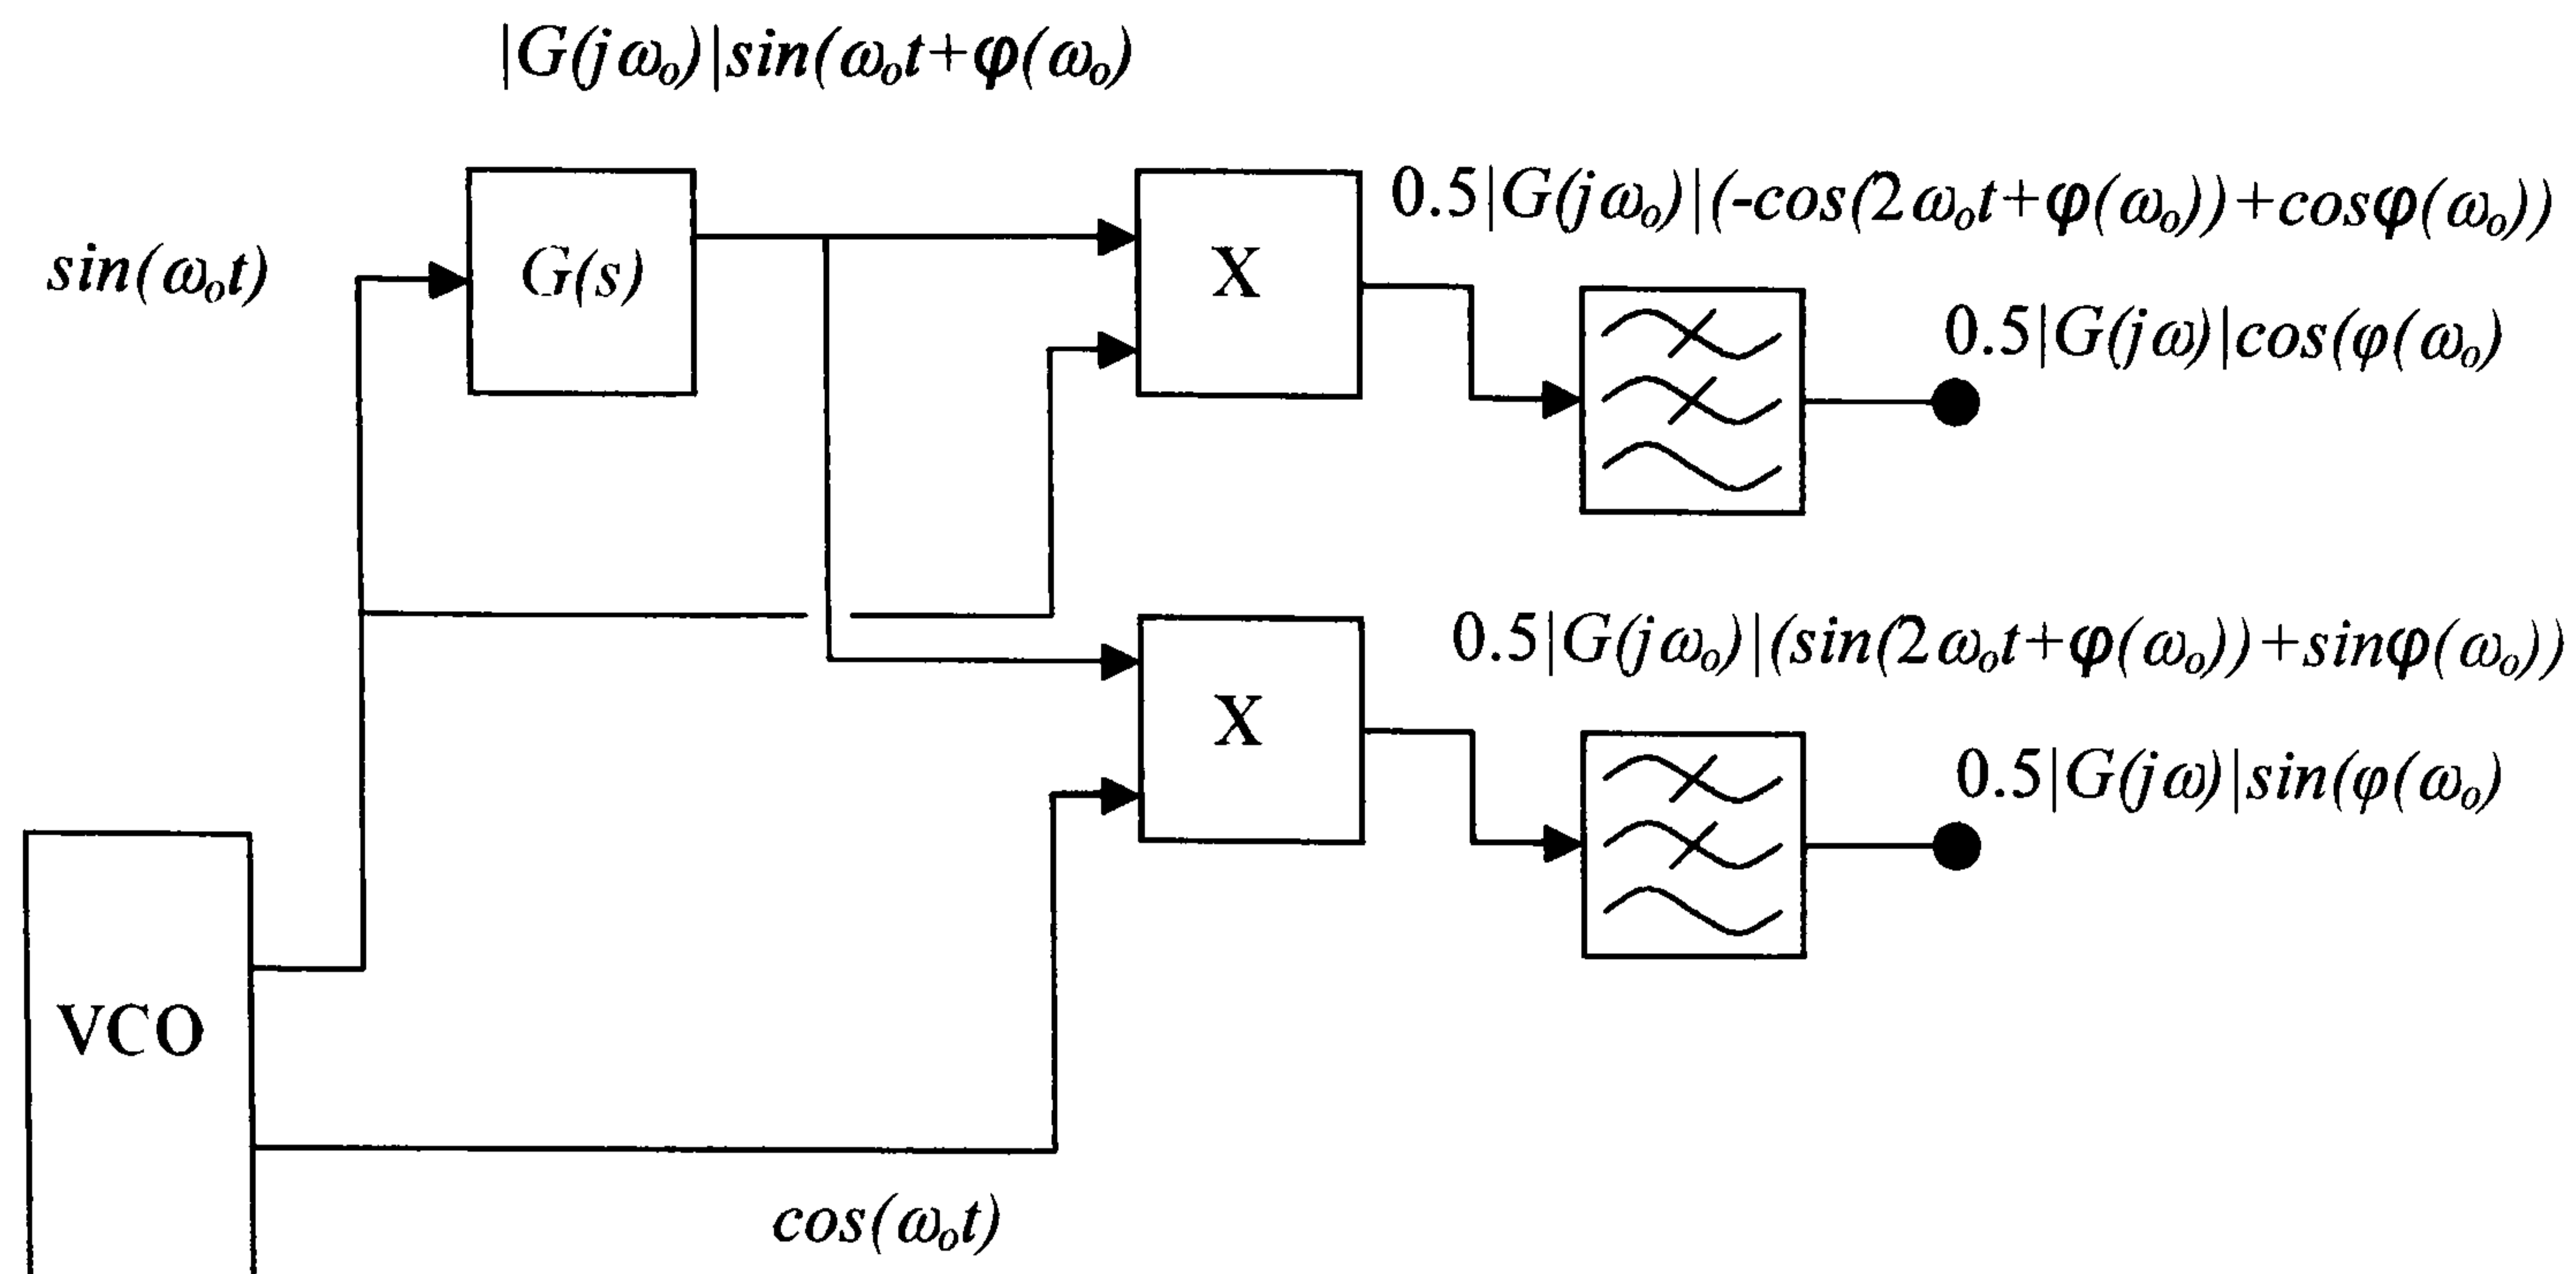 |G(jωₒ)|sin(ωₒt+φ(ωₒ)
sin(ωₒt)
G(s)
X
0.5|G(jωₒ)|(-cos(2ωₒt+φ(ωₒ))+cosφ(ωₒ))
0.5|G(jω)|cos(φ(ωₒ)
X
0.5|G(jωₒ)|(sin(2ωₒt+φ(ωₒ))+sinφ(ωₒ))
0.5|G(jω)|sin(φ(ωₒ)
VCO
cos(ωₒt)